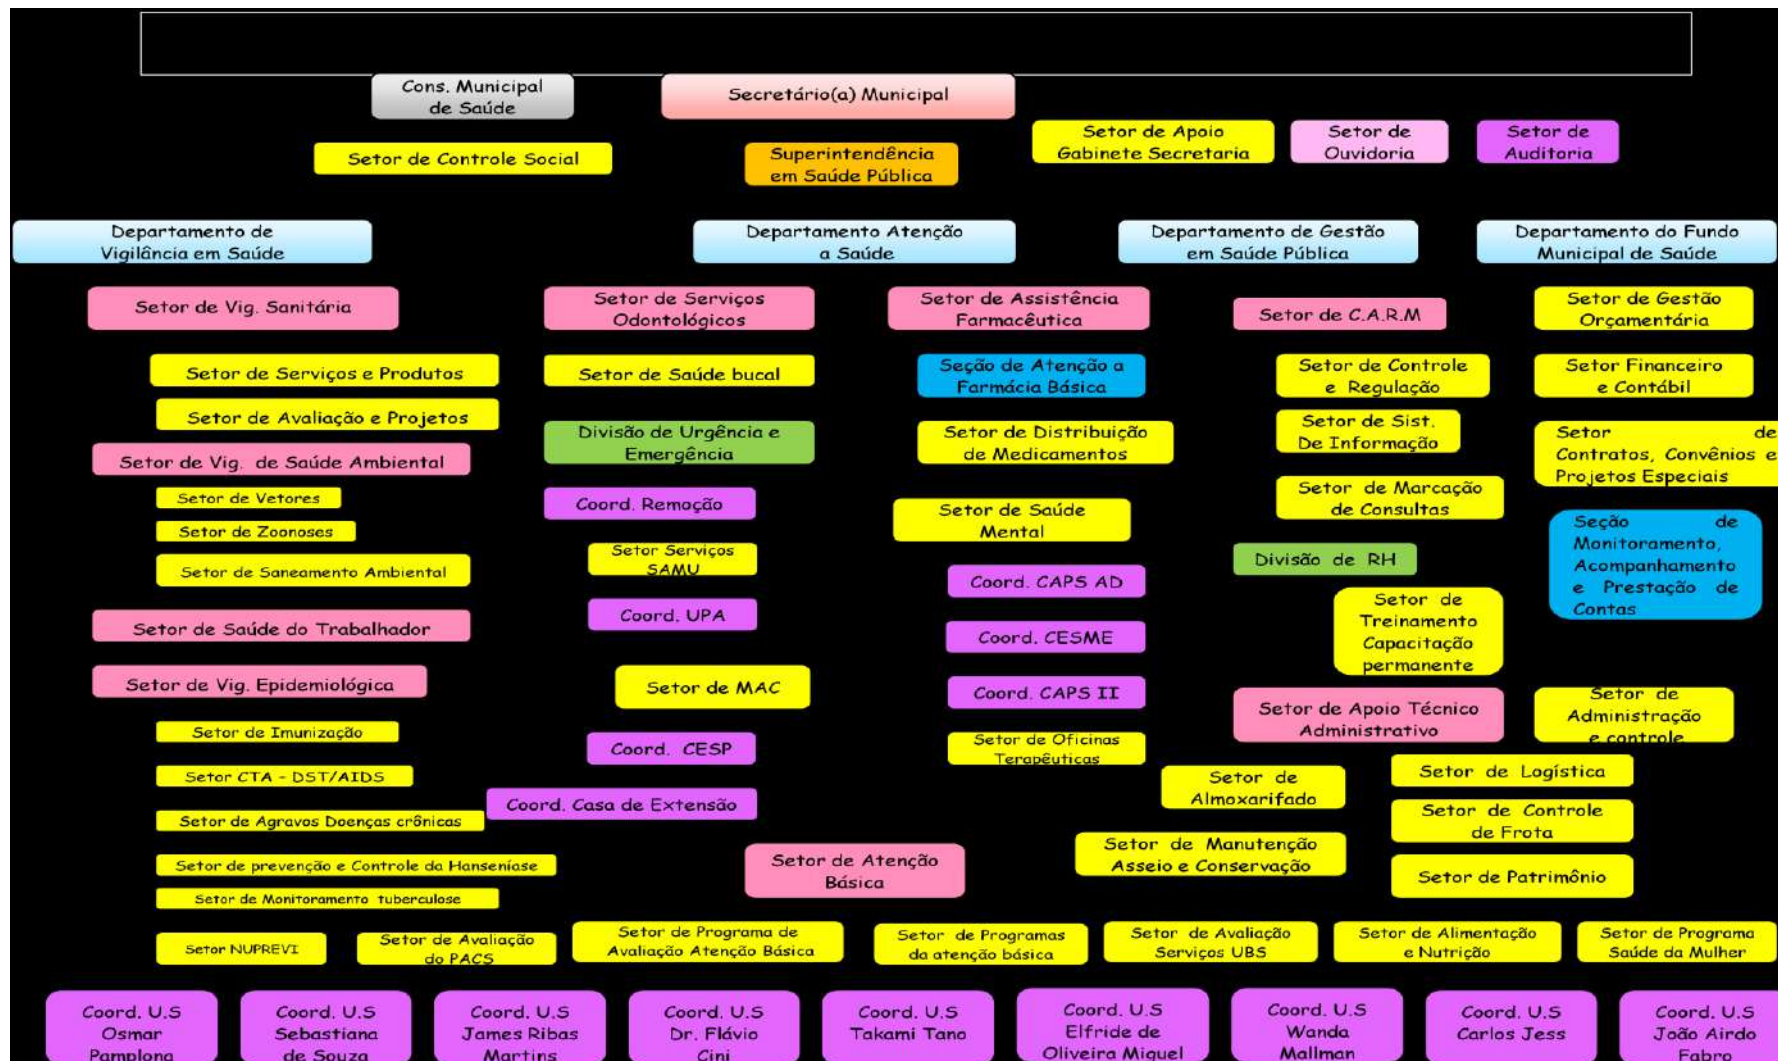 Cons. Municipal
de Saúde
Secretário(a) Municipal
Setor de Controle Social
Superintendência
em Saúde Pública
Setor de Apoio
Gabinete Secretaria
Setor de
Ouvidoria
Setor de
Auditoria
Departamento de
Vigilância em Saúde
Departamento Atenção
a Saúde
Departamento de Gestão
em Saúde Pública
Departamento do Fundo
Municipal de Saúde
Setor de Vig. Sanitária
Setor de Serviços e Produtos
Setor de Avaliação e Projetos
Setor de Vig. de Saúde Ambiental
Setor de Vetores
Setor de Zoonoses
Setor de Saneamento Ambiental
Setor de Saúde do Trabalhador
Setor de Vig. Epidemiológica
Setor de Imunização
Setor CTA - DST/AIDS
Setor de Agravos Doenças crônicas
Setor de prevenção e Controle da Hanseníase
Setor de Monitoramento tuberculose
Setor NUPREVI
Setor de Serviços
Odontológicos
Setor de Saúde bucal
Divisão de Urgência e
Emergência
Coord. Remoção
Setor Serviços
SAMU
Coord. UPA
Setor de MAC
Coord. CESP
Coord. Casa de Extensão
Setor de Assistência
Farmacêutica
Seção de Atenção a
Farmácia Básica
Setor de Distribuição
de Medicamentos
Setor de Saúde
Mental
Coord. CAPS AD
Coord. CESME
Coord. CAPS II
Setor de Oficinas
Terapêuticas
Setor de C.A.R.M
Setor de Controle
e Regulação
Setor de Sist.
De Informação
Setor de Marcação
de Consultas
Divisão de RH
Setor de
Treinamento
Capacitação
permanente
Setor de Apoio Técnico
Administrativo
Setor de
Almoxarifado
Setor de Manutenção
Asseio e Conservação
Setor de Logística
Setor de Controle
de Frota
Setor de Patrimônio
Setor de Gestão
Orçamentária
Setor Financeiro
e Contábil
Setor de
Contratos, Convênios e
Projetos Especiais
Seção de
Monitoramento,
Acompanhamento
e Prestação de
Contas
Setor de
Administração
e controle
Setor de Atenção
Básica
Setor de Avaliação
do PACS
Setor de Programa de
Avaliação Atenção Básica
Setor de Programas
da atenção básica
Setor de Avaliação
Serviços UBS
Setor de Alimentação
e Nutrição
Setor de Programa
Saúde da Mulher
Coord. U.S
Osmar
Pamplona
Coord. U.S
Sebastiana
de Souza
Coord. U.S
James Ribas
Martins
Coord. U.S
Dr. Flávio
Cini
Coord. U.S
Takami Tano
Coord. U.S
Elfride de
Oliveira Miguel
Coord. U.S
Wanda
Mallman
Coord. U.S
Carlos Jess
Coord. U.S
João Airdo
Fabro